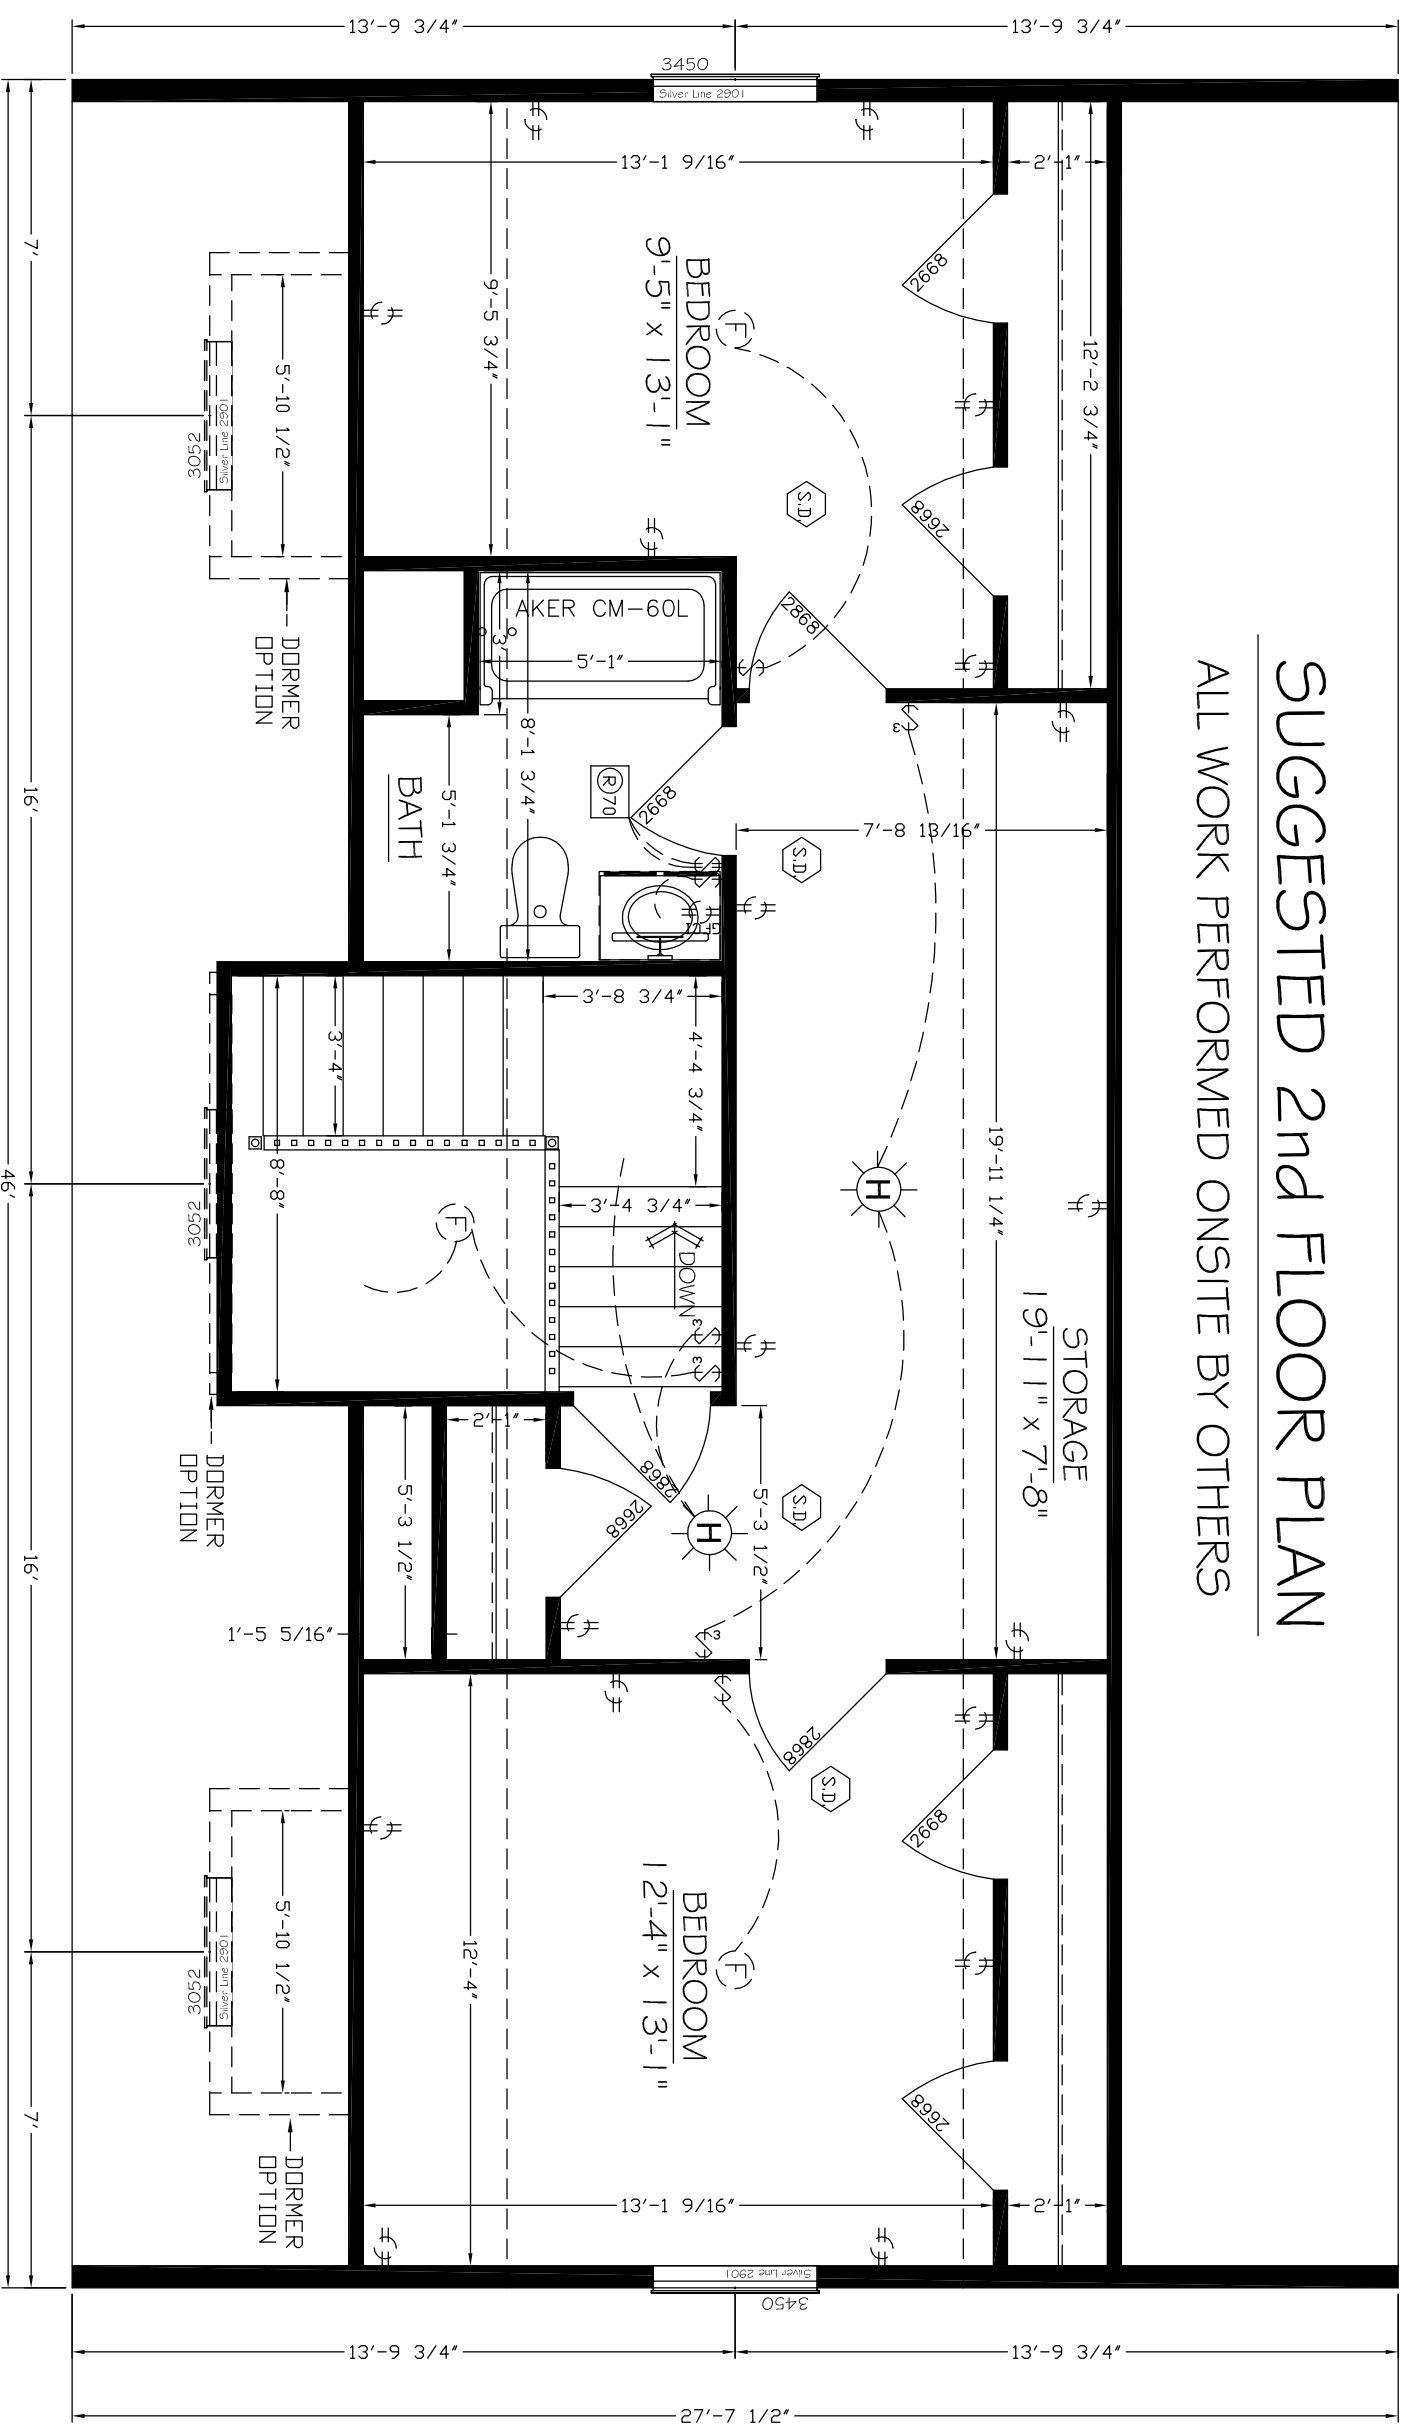 SUGGESTED 2nd FLOOR PLAN
ALL WORK PERFORMED ONSITE BY OTHERS
13'-9 3/4"
13'-9 3/4"
3450
Silver Line 2901
13'-1 9/16"
2'-1"
12'-2 3/4"
9'-5 3/4"
BEDROOM
9'-5" x 13'-1"
F
S.D.
2668
2668
2868
7'
5'-10 1/2"
Silver Line 2901
3052
DORMER
OPTION
AKER CM-60L
3'
5'-1"
8'-1 3/4"
5'-1 3/4"
BATH
R 70
2668
GFCI
3
7'-8 13/16"
S.D.
16'
3'-8 3/4"
3'-4"
4'-4 3/4"
8'-8"
3'-4 3/4"
DOWN
3
3
F
H
19'-11 1/4"
STORAGE
19'-11" x 7'-8"
3052
46'
DORMER
OPTION
2'-1"
5'-3 1/2"
2868
2668
H
5'-3 1/2"
S.D.
3
1'-5 5/16"
16'
2868
S.D.
2668
2668
BEDROOM
12'-4" x 13'-1"
F
12'-4"
5'-10 1/2"
Silver Line 2901
3052
7'
DORMER
OPTION
13'-1 9/16"
2'-1"
Silver Line 2901
3450
13'-9 3/4"
13'-9 3/4"
27'-7 1/2"